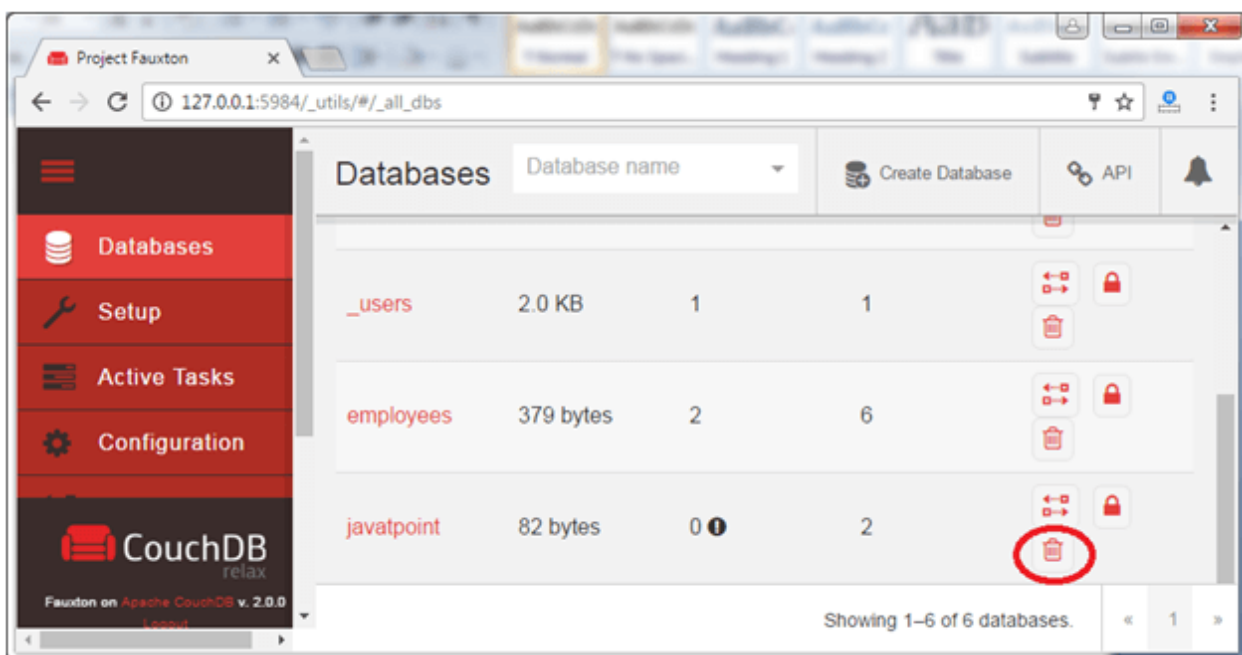 Project Fauxton
127.0.0.1:5984/_utils/#/_all_dbs
Databases
Database name
Create Database
API
Databases
Setup
Active Tasks
Configuration
_users 2.0 KB 1 1
employees 379 bytes 2 6
javatpoint 82 bytes 0 2
CouchDB
relax
Fauxton on Apache CouchDB v. 2.0.0
Logout
Showing 1–6 of 6 databases. « 1 »